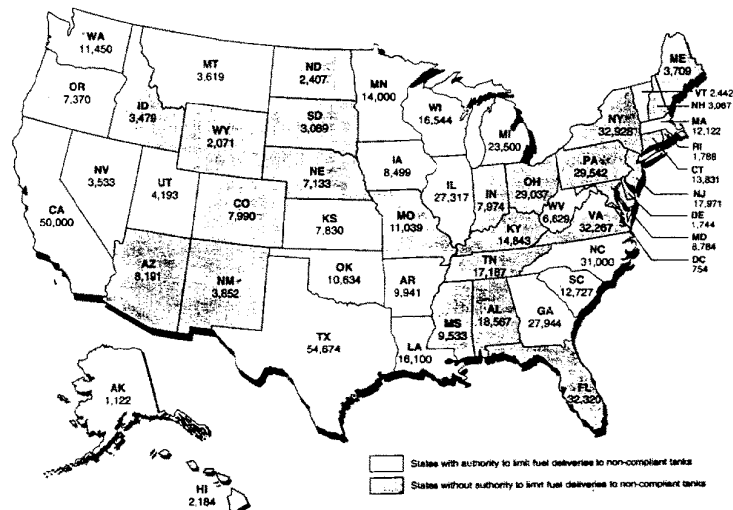 WA
11,450
MT
3,619
ND
2,407
MN
14,000
ME
3,709
VT 2,442
NH 3,067
MA
12,122
RI
1,788
CT
13,831
NJ
17,971
DE
1,744
MD
8,784
DC
754
OR
7,370
ID
3,479
WY
2,071
SD
3,089
WI
16,544
MI
23,500
NY
32,928
NV
3,533
UT
4,193
CO
7,990
NE
7,133
IA
8,499
IL
27,317
IN
7,974
OH
29,037
PA
29,542
CA
50,000
KS
7,830
MO
11,039
KY
14,843
WV
6,629
VA
32,267
AZ
8,191
NM
3,852
OK
10,634
AR
9,941
TN
17,187
NC
31,000
SC
12,727
TX
54,674
LA
16,100
MS
9,533
AL
18,567
GA
27,944
FL
32,320
AK
1,122
HI
2,184
States with authority to limit fuel deliveries to non-compliant tanks
States without authority to limit fuel deliveries to non-compliant tanks